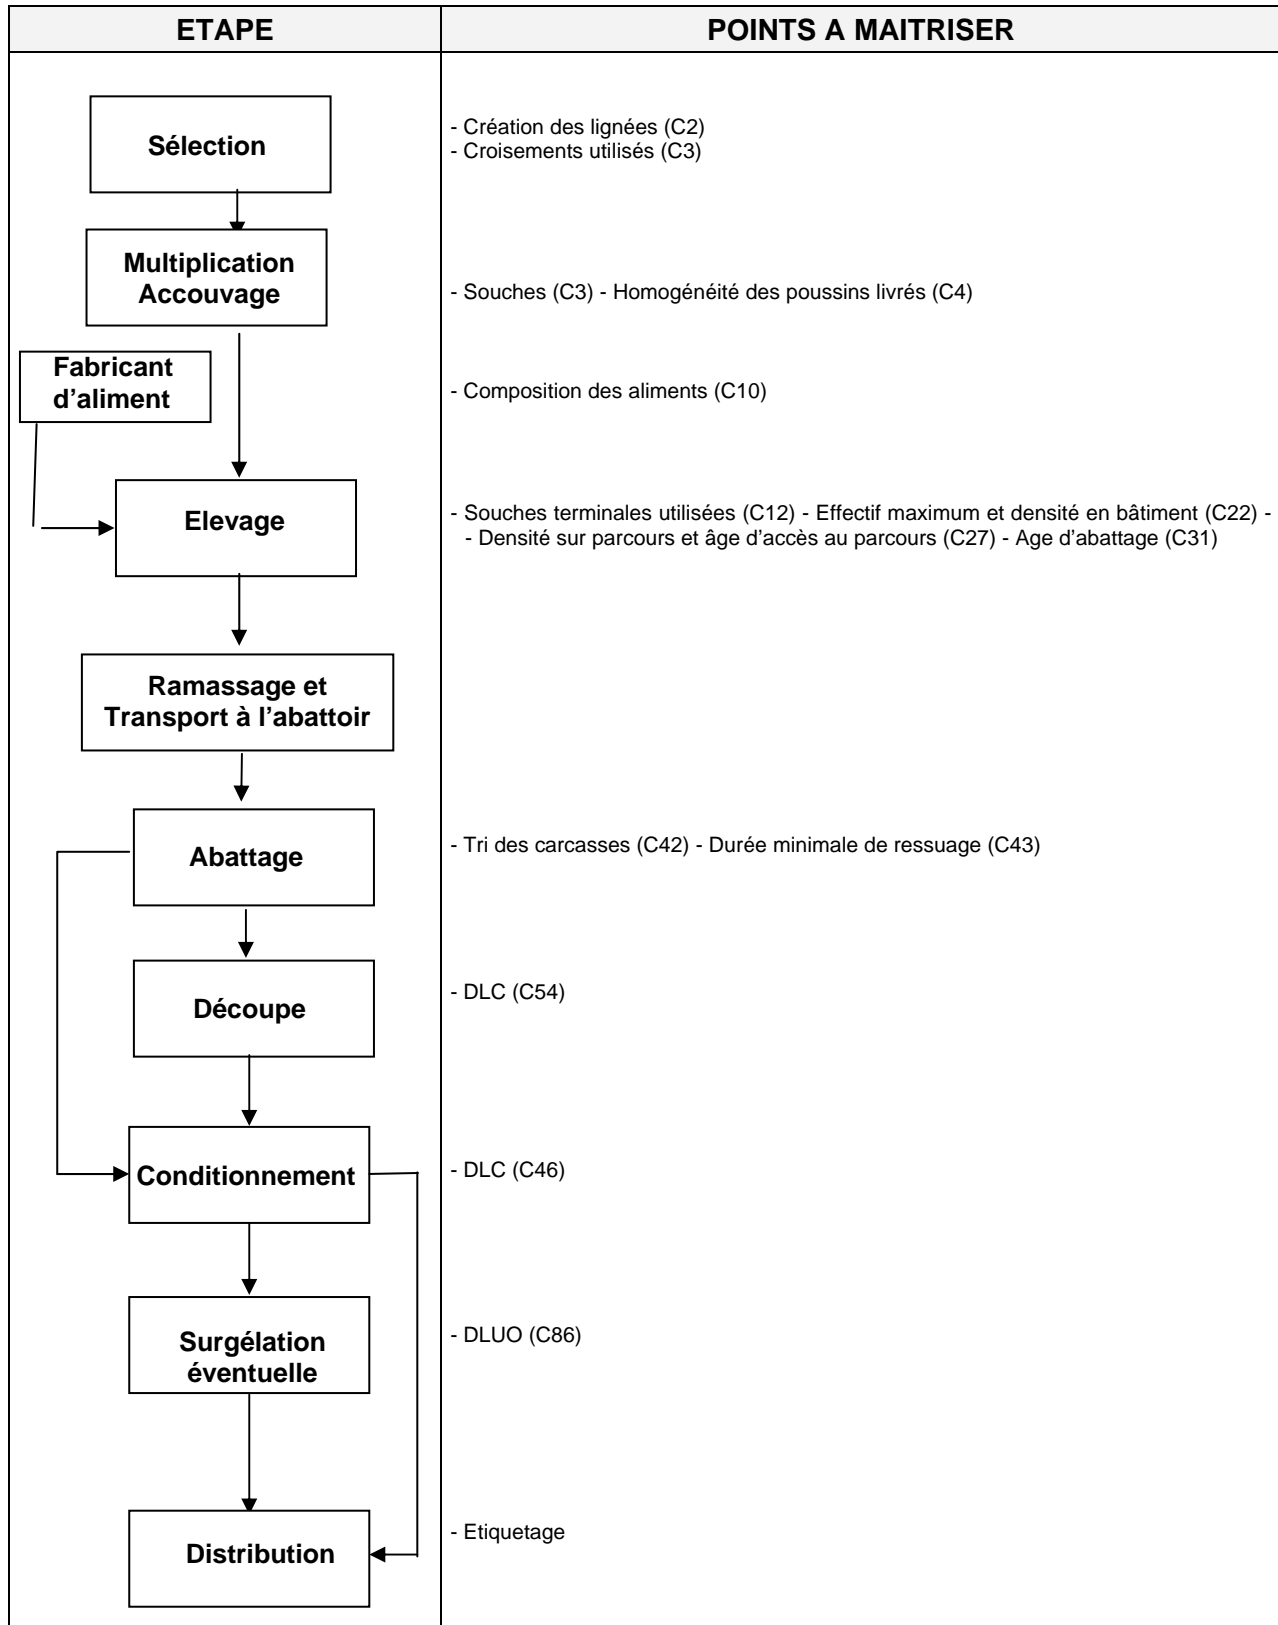 ETAPE
POINTS A MAITRISER
Sélection
- Création des lignées (C2)
- Croisements utilisés (C3)
Multiplication
Accouvage
- Souches (C3) - Homogénéité des poussins livrés (C4)
Fabricant
d'aliment
- Composition des aliments (C10)
Elevage
- Souches terminales utilisées (C12) - Effectif maximum et densité en bâtiment (C22) -
- Densité sur parcours et âge d'accès au parcours (C27) - Age d'abattage (C31)
Ramassage et
Transport à l'abattoir
Abattage
- Tri des carcasses (C42) - Durée minimale de ressuage (C43)
Découpe
- DLC (C54)
Conditionnement
- DLC (C46)
Surgélation
éventuelle
- DLUO (C86)
Distribution
- Etiquetage